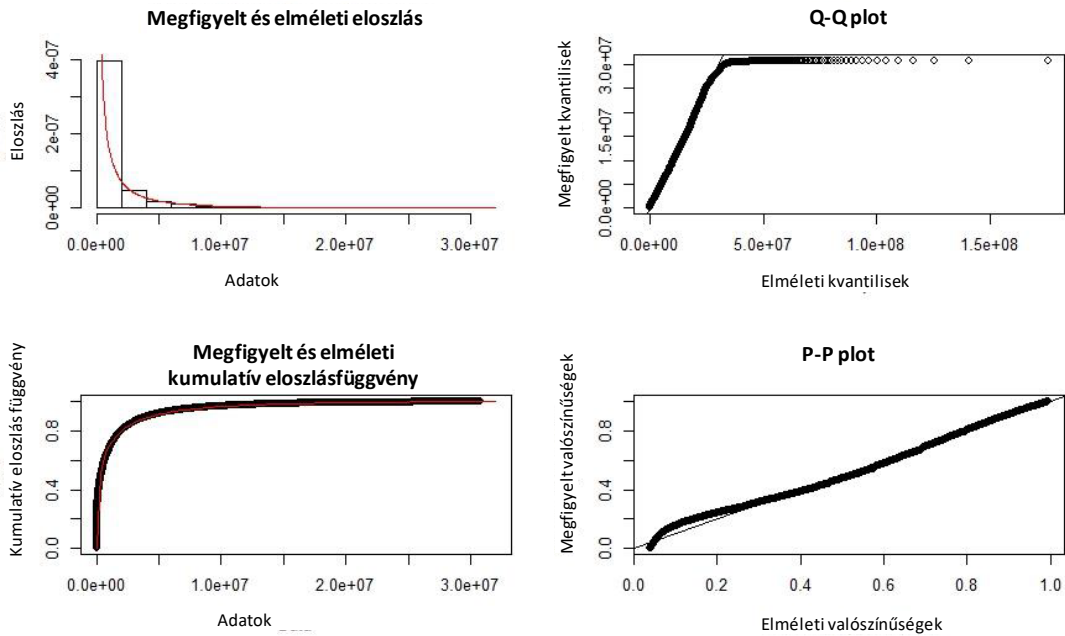 Megfigyelt és elméleti eloszlás
Eloszlás
4e-07
2e-07
0e+00
0.0e+00 1.0e+07 2.0e+07 3.0e+07
Adatok
Q-Q plot
Megfigyelt kvantilisek
3.0e+07
1.5e+07
0.0e+00
0.0e+00 5.0e+07 1.0e+08 1.5e+08
Elméleti kvantilisek
Megfigyelt és elméleti
kumulatív eloszlásfüggvény
Kumulatív eloszlás függvény
0.8
0.4
0.0
0.0e+00 1.0e+07 2.0e+07 3.0e+07
Adatok
P-P plot
Megfigyelt valószínűségek
0.8
0.4
0.0
0.0 0.2 0.4 0.6 0.8 1.0
Elméleti valószínűségek